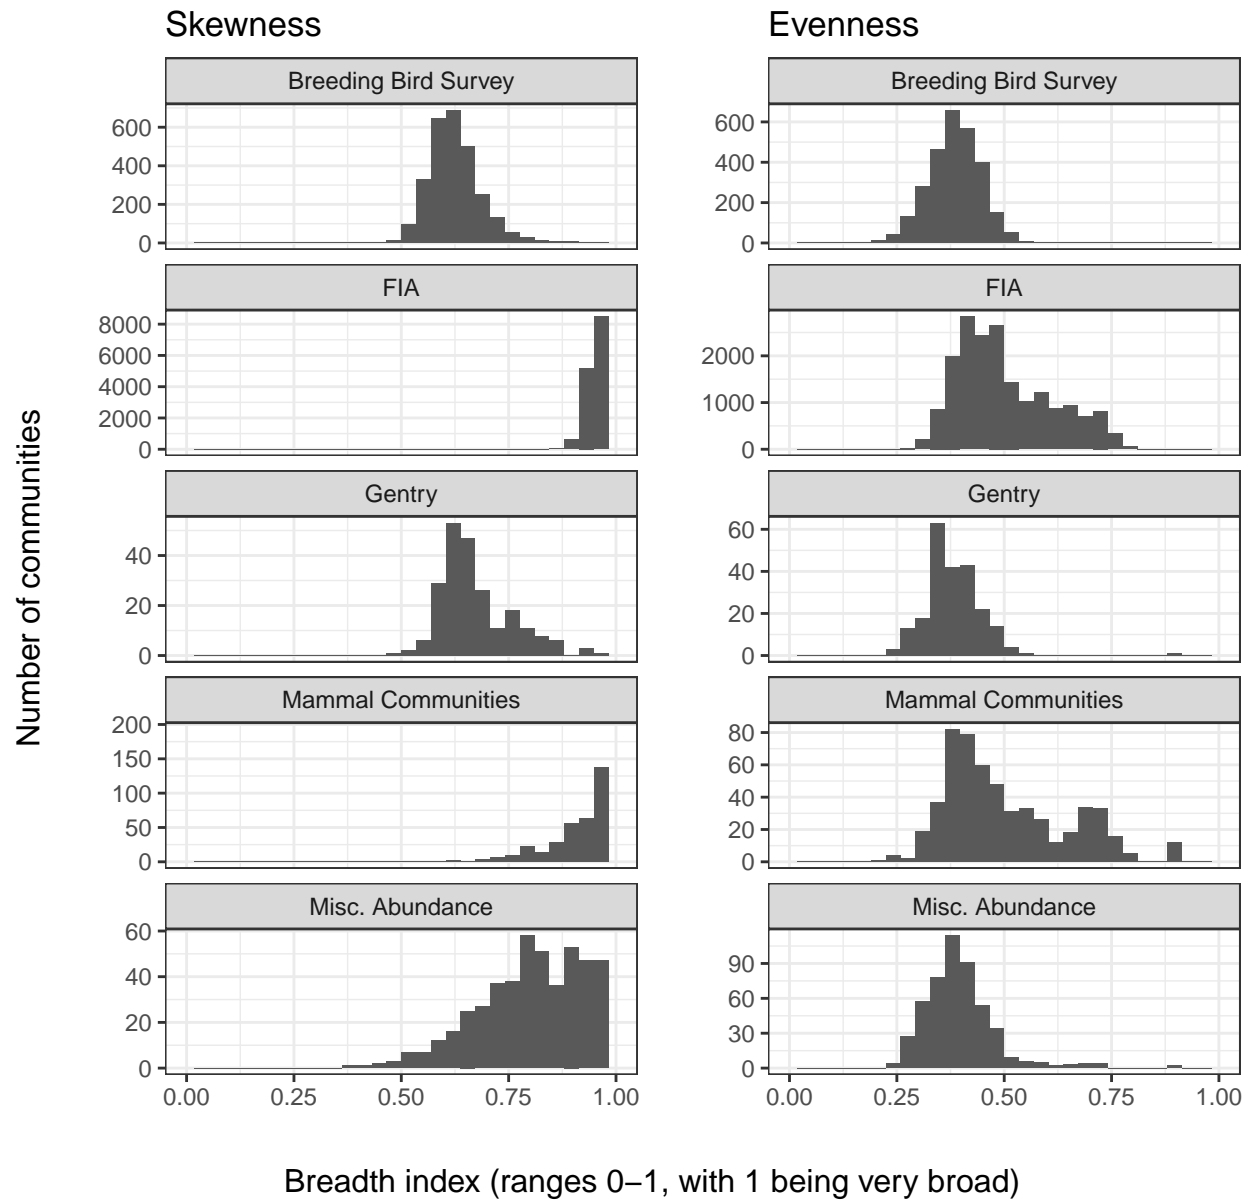 Skewness
Evenness
Breeding Bird Survey
Breeding Bird Survey
600
400
200
0
600
400
200
0
FIA
FIA
8000
6000
4000
2000
0
2000
1000
0
Gentry
Gentry
40
20
0
60
40
20
0
Mammal Communities
Mammal Communities
200
150
100
50
0
80
60
40
20
0
Misc. Abundance
Misc. Abundance
60
40
20
0
90
60
30
0
0.00 0.25 0.50 0.75 1.00
0.00 0.25 0.50 0.75 1.00
Number of communities
Breadth index (ranges 0−1, with 1 being very broad)